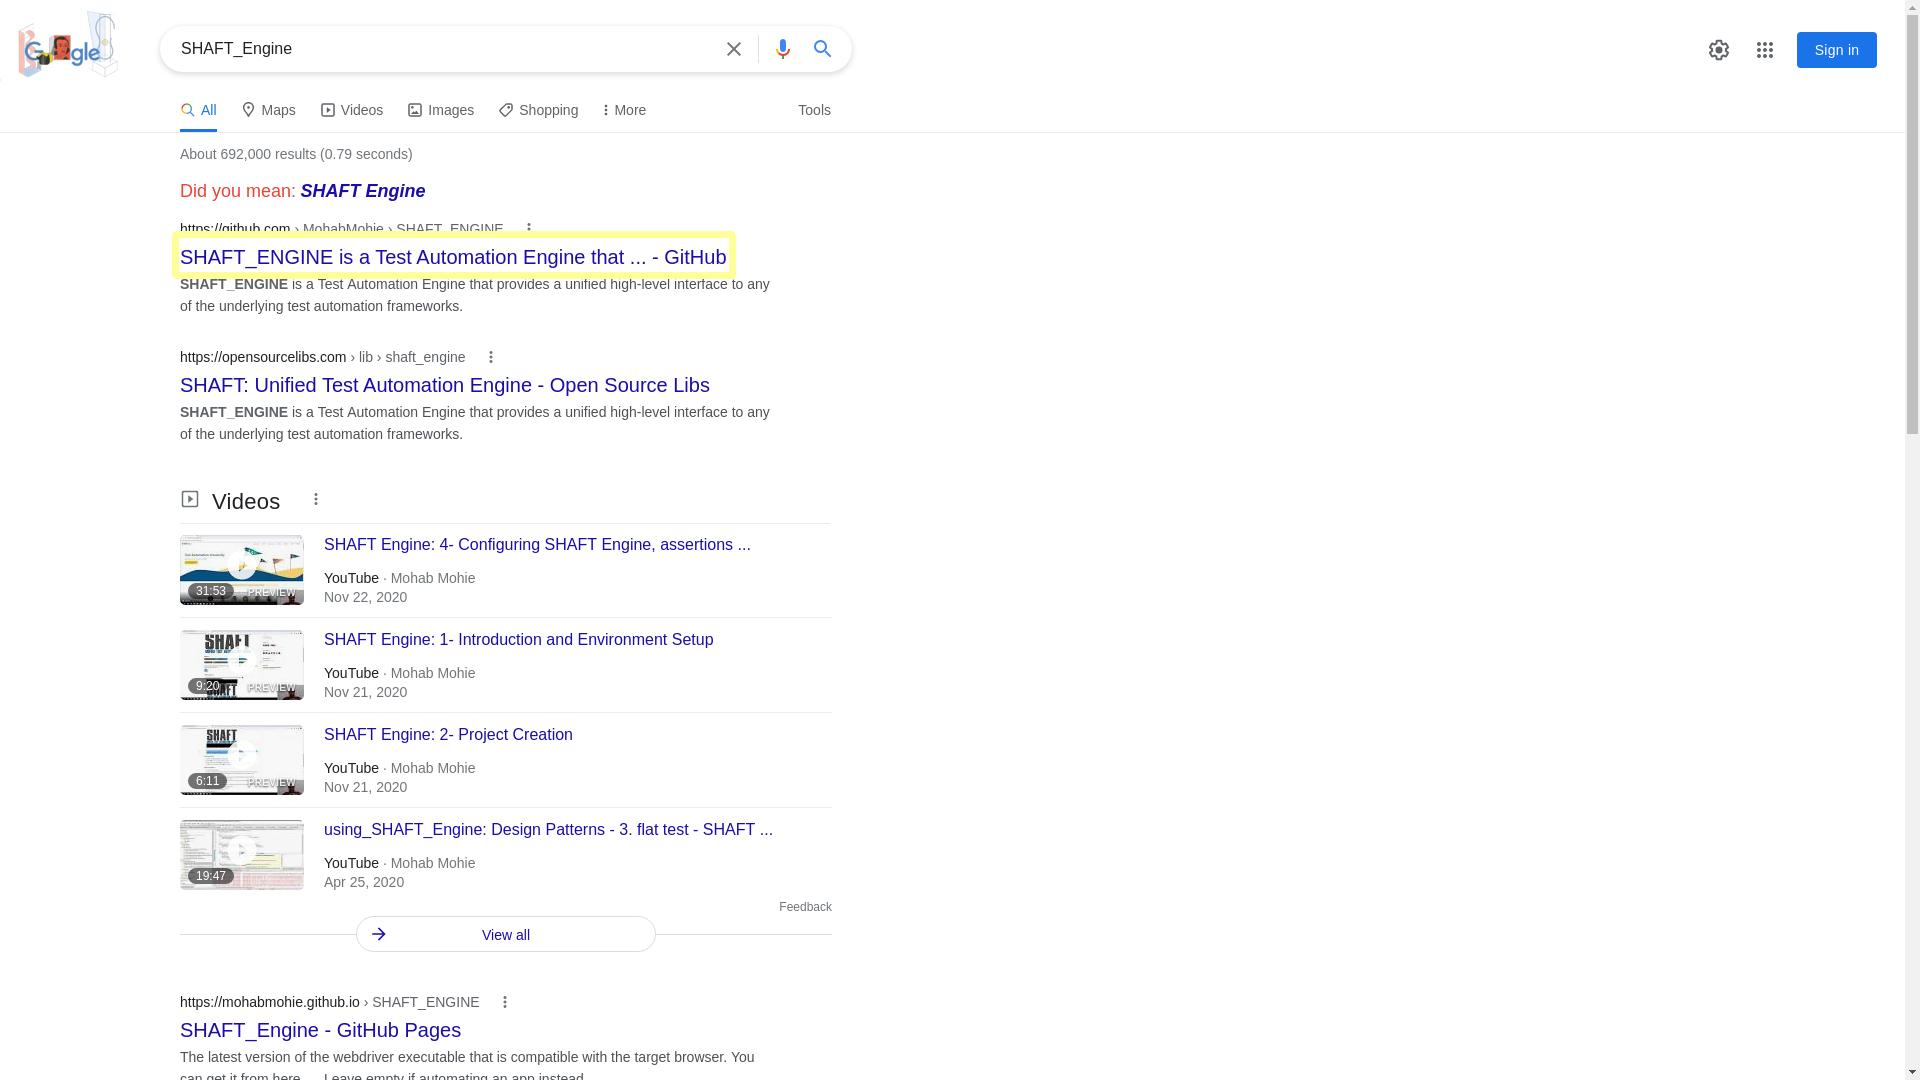 Google
SHAFT_Engine
Sign in
All
Maps
Videos
Images
Shopping
More
Tools
About 692,000 results (0.79 seconds)
Did you mean: SHAFT Engine
https://github.com › MohabMohie › SHAFT_ENGINE
SHAFT_ENGINE is a Test Automation Engine that ... - GitHub
SHAFT_ENGINE is a Test Automation Engine that provides a unified high-level interface to any
of the underlying test automation frameworks.
https://opensourcelibs.com › lib › shaft_engine
SHAFT: Unified Test Automation Engine - Open Source Libs
SHAFT_ENGINE is a Test Automation Engine that provides a unified high-level interface to any
of the underlying test automation frameworks.
Videos
SHAFT Engine: 4- Configuring SHAFT Engine, assertions ...
31:53
PREVIEW
YouTube · Mohab Mohie
Nov 22, 2020
SHAFT Engine: 1- Introduction and Environment Setup
SHAFT
9:20
PREVIEW
YouTube · Mohab Mohie
Nov 21, 2020
SHAFT Engine: 2- Project Creation
SHAFT
6:11
PREVIEW
YouTube · Mohab Mohie
Nov 21, 2020
using_SHAFT_Engine: Design Patterns - 3. flat test - SHAFT ...
19:47
YouTube · Mohab Mohie
Apr 25, 2020
Feedback
View all
https://mohabmohie.github.io › SHAFT_ENGINE
SHAFT_Engine - GitHub Pages
The latest version of the webdriver executable that is compatible with the target browser. You
can get it from here. ... Leave empty if automating an app instead.